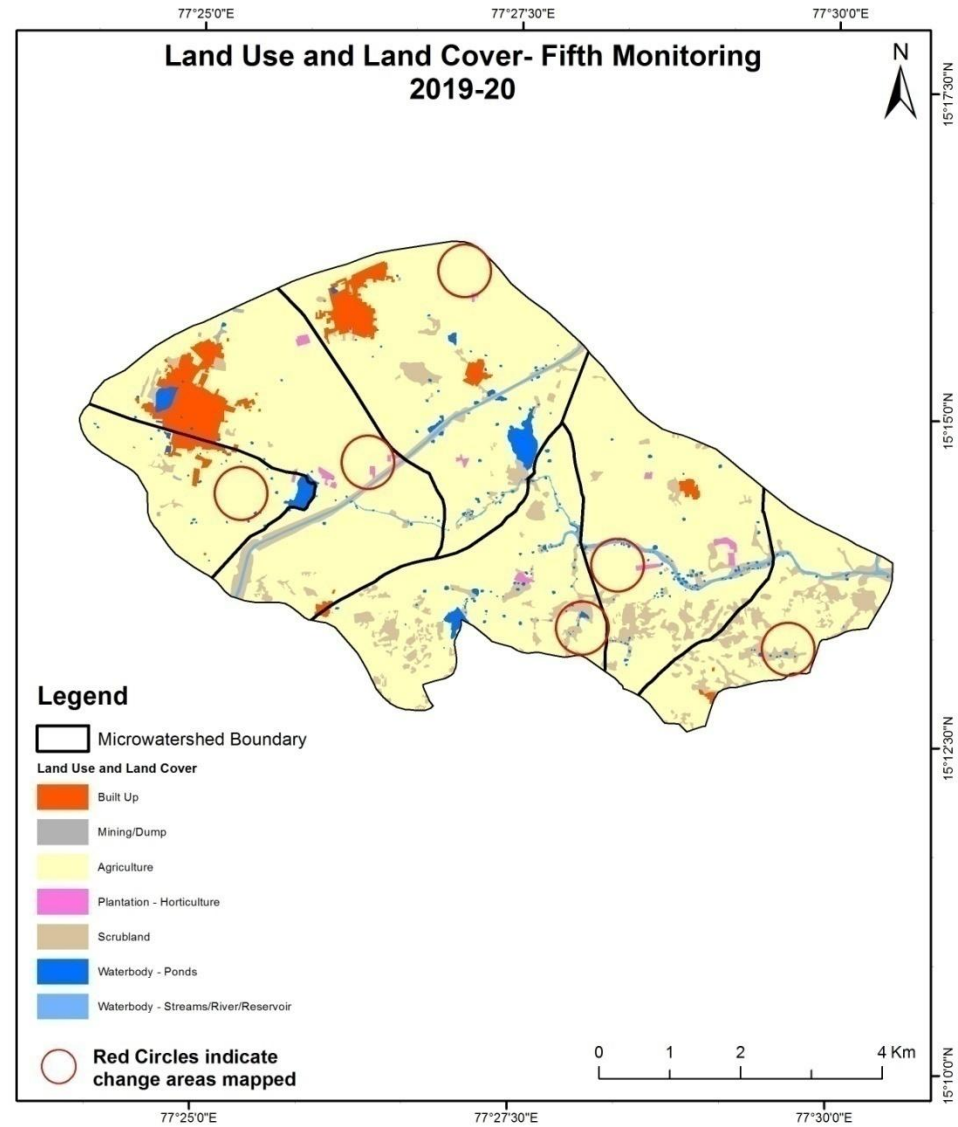 77°25'0"E
77°27'30"E
77°30'0"E
Land Use and Land Cover- Fifth Monitoring
2019-20
N
15°17'30"N
15°15'0"N
15°12'30"N
15°10'0"N
Legend
Microwatershed Boundary
Land Use and Land Cover
Built Up
Mining/Dump
Agriculture
Plantation - Horticulture
Scrubland
Waterbody - Ponds
Waterbody - Streams/River/Reservoir
Red Circles indicate
change areas mapped
0 1 2 4 Km
77°25'0"E
77°27'30"E
77°30'0"E